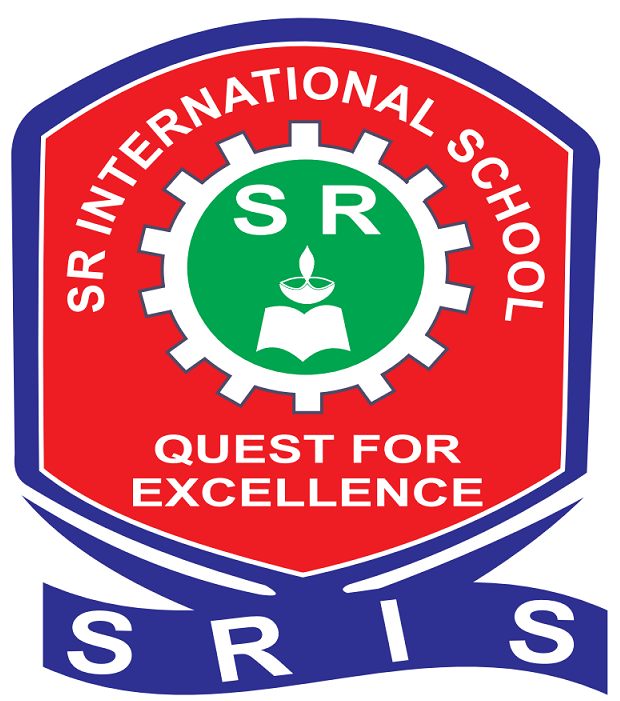 SR INTERNATIONAL SCHOOL
S R
QUEST FOR
EXCELLENCE
S R I S